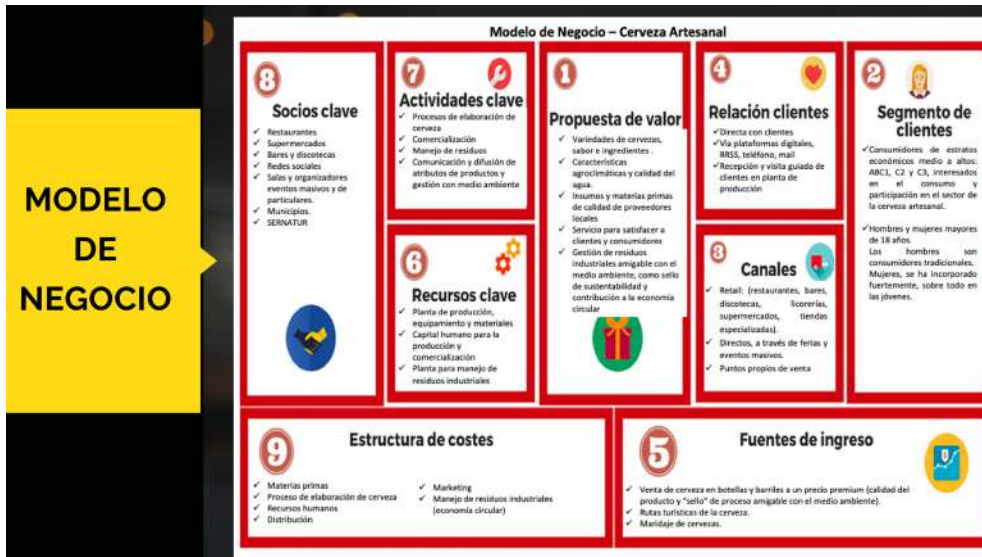 MODELO
DE
NEGOCIO
Modelo de Negocio – Cerveza Artesanal
8
Socios clave
✓ Restaurantes
✓ Supermercados
✓ Bares y discotecas
✓ Redes sociales
✓ Salas y organizadores
eventos masivos y de
particulares.
✓ Municipios.
✓ SERNATUR
7
Actividades clave
✓ Procesos de elaboración de
cerveza
✓ Comercialización
✓ Manejo de residuos
✓ Comunicación y difusión de
atributos de productos y
gestión con medio ambiente
6
Recursos clave
✓ Planta de producción,
equipamiento y materiales
✓ Capital humano para la
producción y
comercialización
✓ Planta para manejo de
residuos industriales
1
Propuesta de valor
✓ Variedades de cervezas,
sabor e ingredientes .
✓ Características
agroclimáticas y calidad del
agua.
✓ Insumos y materias primas
de calidad de proveedores
locales
✓ Servicio para satisfacer a
clientes y consumidores
✓ Gestión de residuos
industriales amigable con el
medio ambiente, como sello
de sustentabilidad y
contribución a la economía
circular
4
Relación clientes
✓Directa con clientes
✓Via plataformas digitales,
RRSS, teléfono, mail
✓Recepción y visita guiada de
clientes en planta de
producción
3
Canales
✓ Retail: (restaurantes, bares,
discotecas, licorerías,
supermercados, tiendas
especializadas).
✓ Directos, a través de ferias y
eventos masivos.
✓ Puntos propios de venta
2
Segmento de
clientes
✓Consumidores de estratos
económicos medio a altos:
ABC1, C2 y C3, interesados
en el consumo y
participación en el sector de
la cerveza artesanal.
✓Hombres y mujeres mayores
de 18 años.
Los hombres son
consumidores tradicionales.
Mujeres, se ha incorporado
fuertemente, sobre todo en
las jóvenes.
9
Estructura de costes
✓ Materias primas
✓ Proceso de elaboración de cerveza
✓ Recursos humanos
✓ Distribución
✓ Marketing
✓ Manejo de residuos industriales
(economía circular)
5
Fuentes de ingreso
✓ Venta de cerveza en botellas y barriles a un precio premium (calidad del
producto y "sello" de proceso amigable con el medio ambiente).
✓ Rutas turísticas de la cerveza.
✓ Maridaje de cervezas.